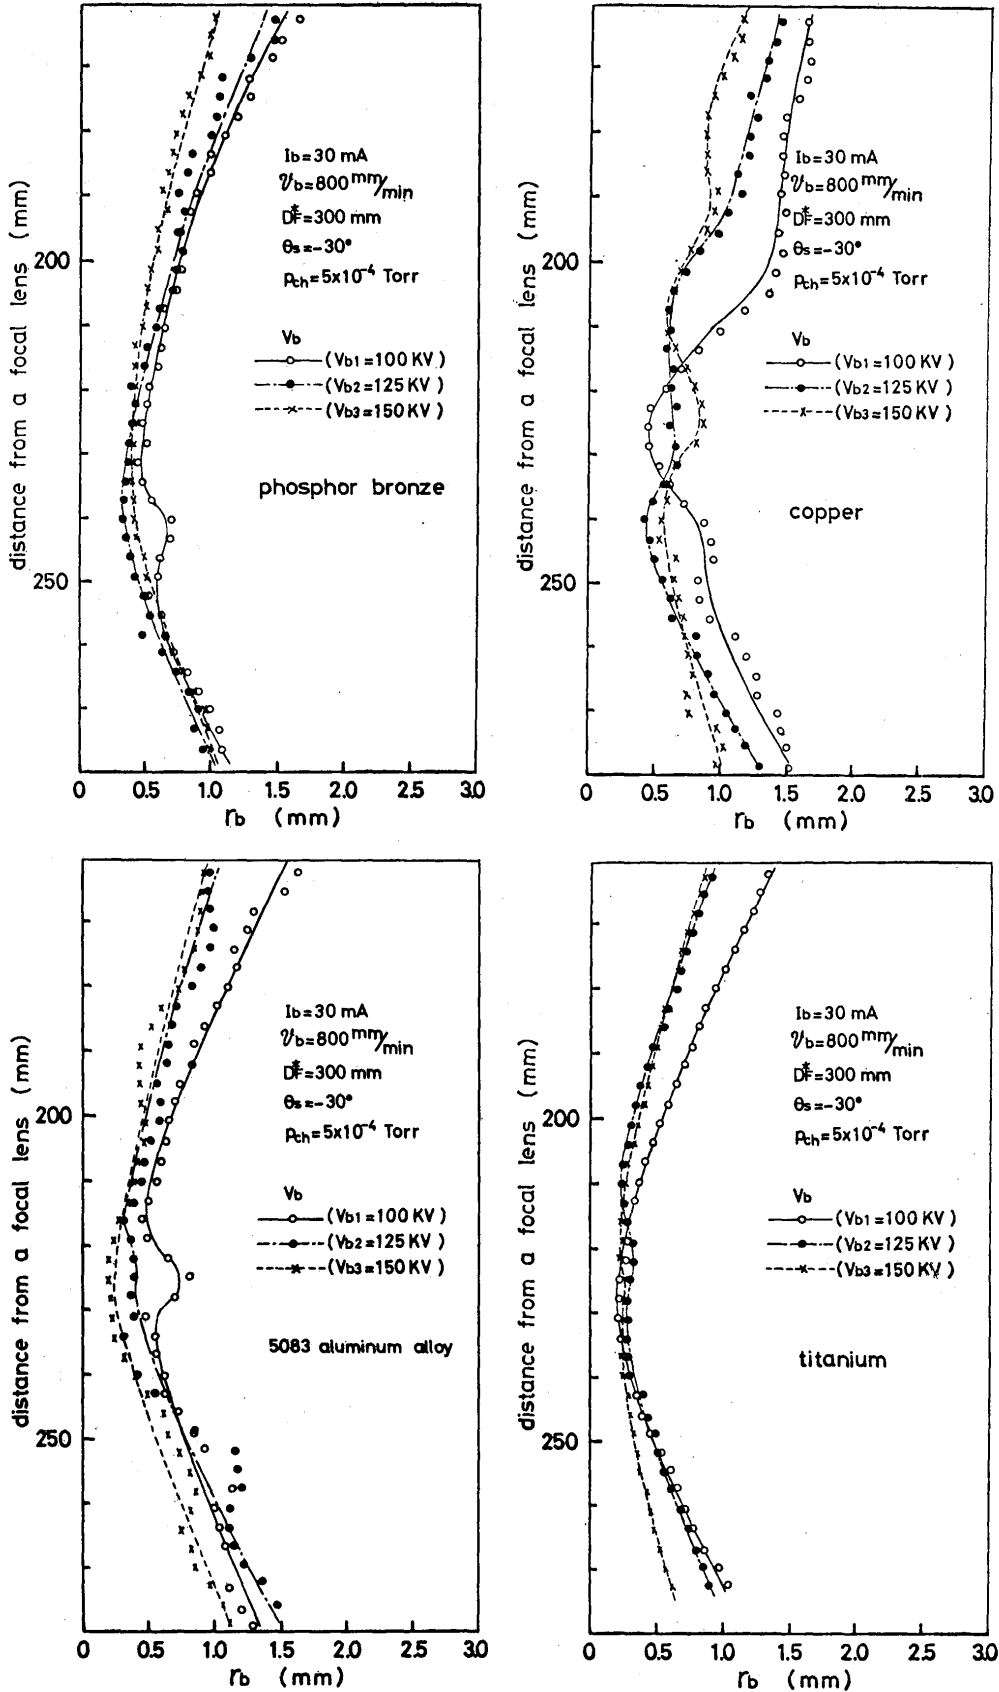 distance from a focal lens (mm)
200
250
Ib=30 mA
vb=800 mm/min
DF*=300 mm
θs=-30°
Pch=5x10-4 Torr
Vb
(Vb1=100 KV)
(Vb2=125 KV)
(Vb3=150 KV)
phosphor bronze
0 0.5 1.0 1.5 2.0 2.5 3.0
rb (mm)
distance from a focal lens (mm)
200
250
Ib=30 mA
vb=800 mm/min
DF*=300 mm
θs=-30°
Pch=5x10-4 Torr
Vb
(Vb1=100 KV)
(Vb2=125 KV)
(Vb3=150 KV)
copper
0 0.5 1.0 1.5 2.0 2.5 3.0
rb (mm)
distance from a focal lens (mm)
200
250
Ib=30 mA
vb=800 mm/min
DF*=300 mm
θs=-30°
Pch=5x10-4 Torr
Vb
(Vb1=100 KV)
(Vb2=125 KV)
(Vb3=150 KV)
5083 aluminum alloy
0 0.5 1.0 1.5 2.0 2.5 3.0
rb (mm)
distance from a focal lens (mm)
200
250
Ib=30 mA
vb=800 mm/min
DF*=300 mm
θs=-30°
Pch=5x10-4 Torr
Vb
(Vb1=100 KV)
(Vb2=125 KV)
(Vb3=150 KV)
titanium
0 0.5 1.0 1.5 2.0 2.5 3.0
rb (mm)